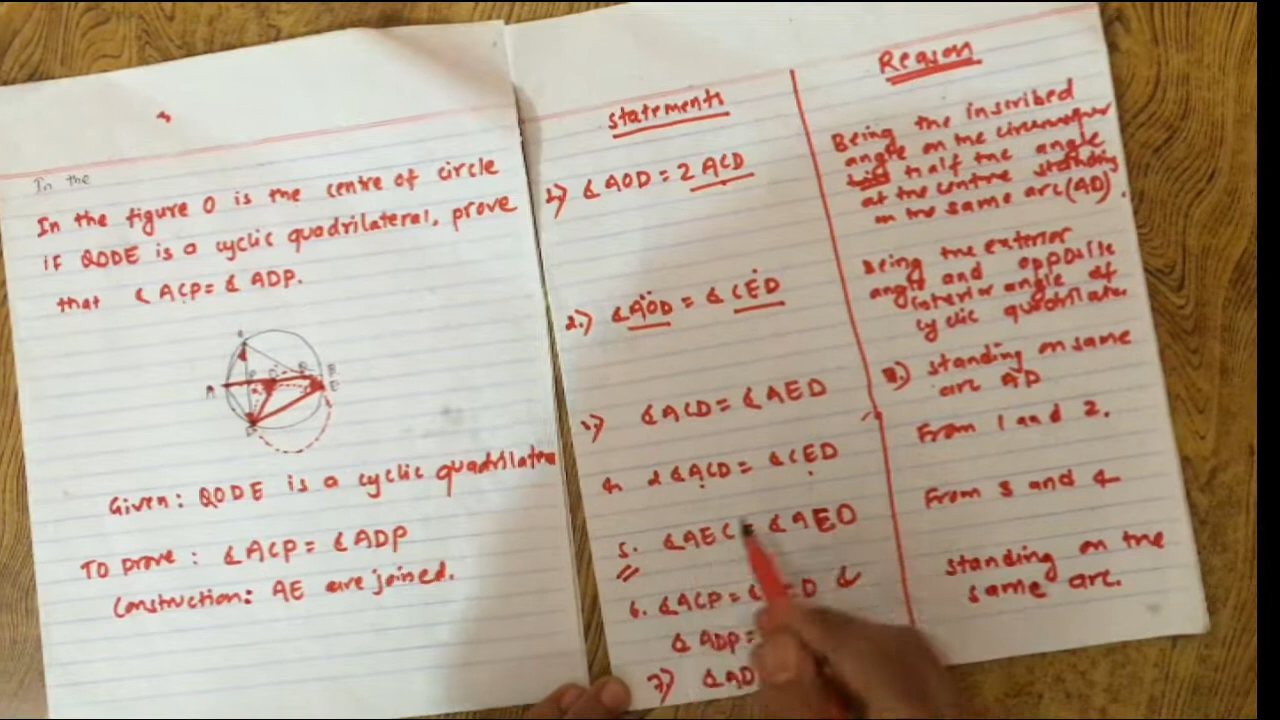 In the
In the figure O is the centre of circle
if QODE is a cyclic quadrilateral, prove
that ∠ACP = ∠ADP.
Given: QODE is a cyclic quadrilatera
To prove: ∠ACP = ∠ADP
Construction: AE are joined.
Statements
1.) ∠AOD = 2 ACD
2.) ∠AOD = ∠CED
3.) ∠ACD = ∠AED
4. 2∠ACD = ∠CED
5. ∠AEC = ∠AED
6. ∠ACP = ED &
∠ADP =
7.) ∠AD
Reason
Being the inscribed
angle on the
half the angle
at the centre standing
on the same arc (AD).
Being the exterior
angle and opposite
interior angle of
cyclic quadrilater
3.) standing on same
arc AD
From 1 and 2.
From 3 and 4
standing on the
same arc.